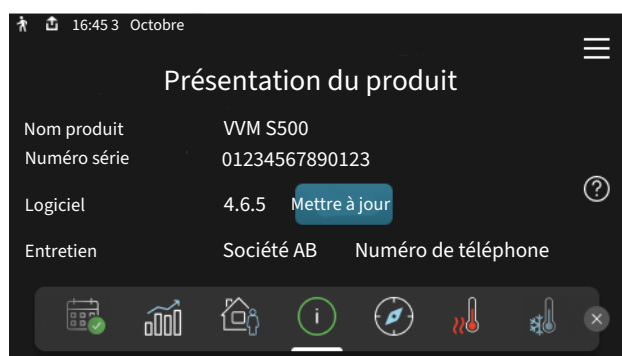 16:45 3 Octobre
Présentation du produit
Nom produit VVM S500
Numéro série 01234567890123
Logiciel 4.6.5 Mettre à jour
Entretien Société AB Numéro de téléphone